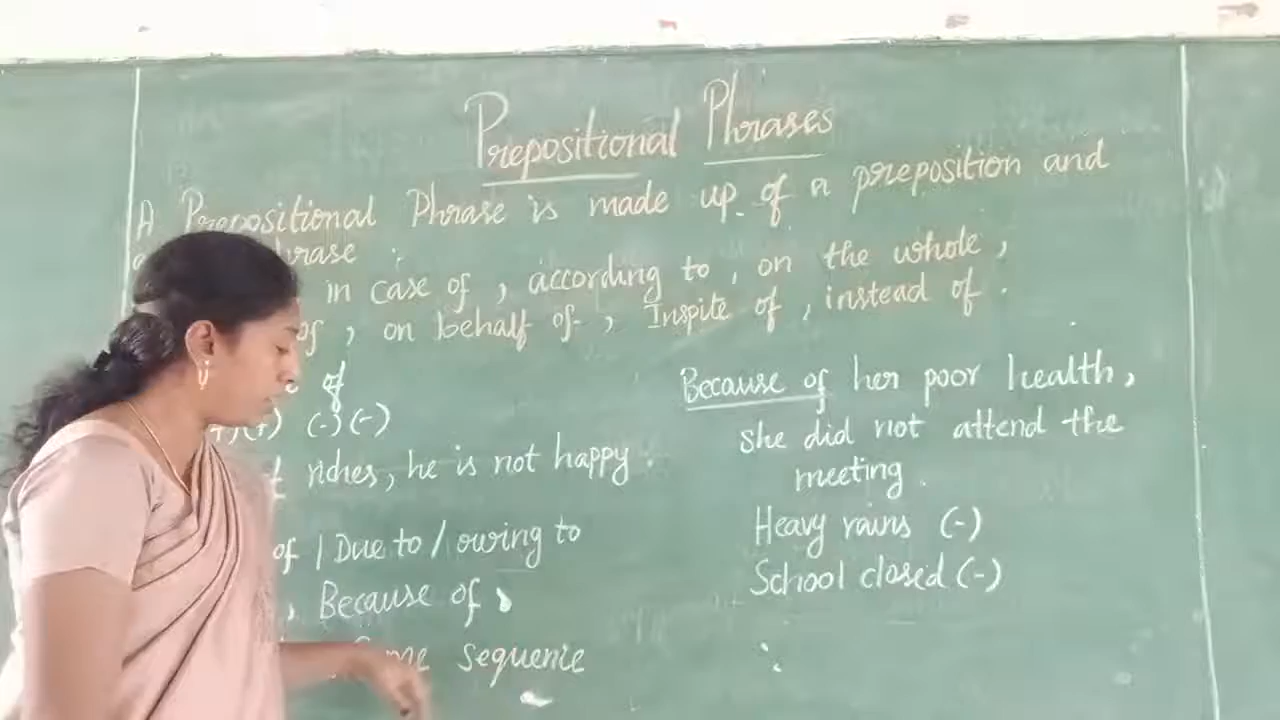 Prepositional Phrases
A Prepositional Phrase is made up of a preposition and
in case of, according to, on the whole,
of, on behalf of, Inspite of, instead of.
of
(-)(-)
riches, he is not happy.
of / Due to / owing to
, Because of,
sequence
Because of her poor health,
she did not attend the
meeting.
Heavy rains (-)
School closed (-)